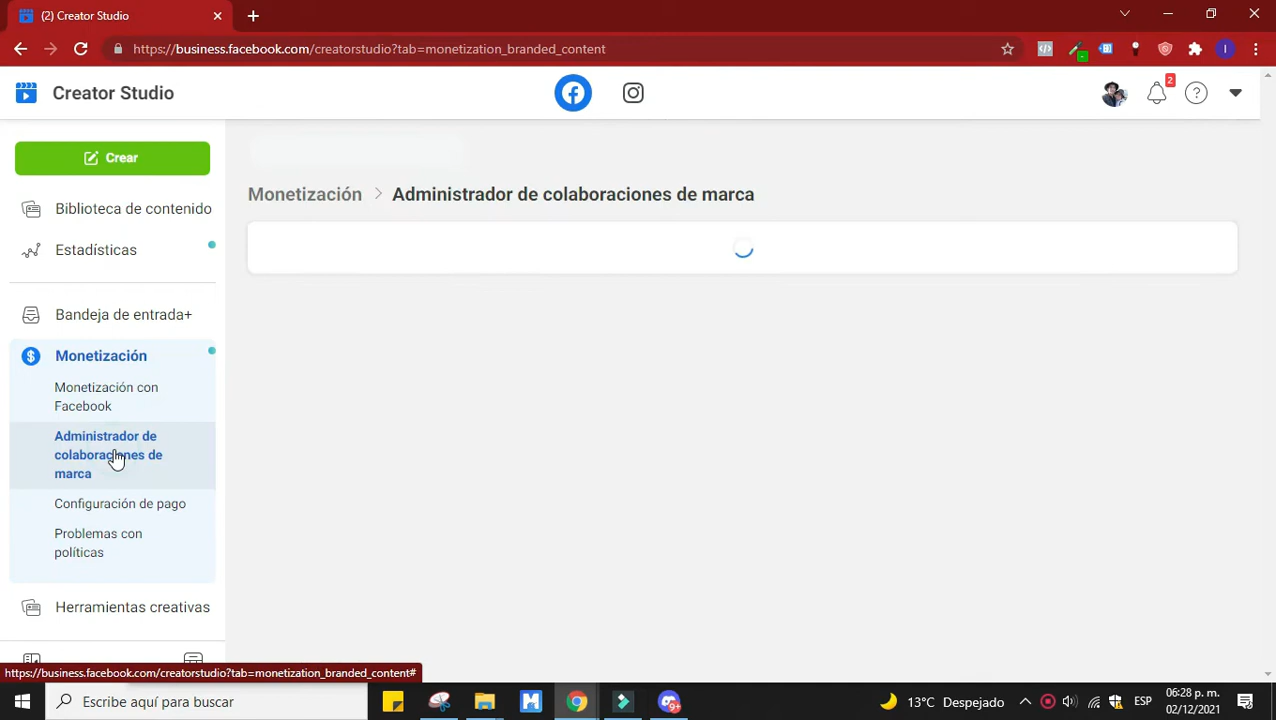 (2) Creator Studio
https://business.facebook.com/creatorstudio?tab=monetization_branded_content
Creator Studio
2
Crear
Biblioteca de contenido
Estadísticas
Bandeja de entrada+
Monetización
Monetización con
Facebook
Administrador de
colaboraciones de
marca
Configuración de pago
Problemas con
políticas
Herramientas creativas
Monetización > Administrador de colaboraciones de marca
https://business.facebook.com/creatorstudio?tab=monetization_branded_content#
Escribe aquí para buscar
13°C Despejado
ESP
06:28 p. m.
02/12/2021